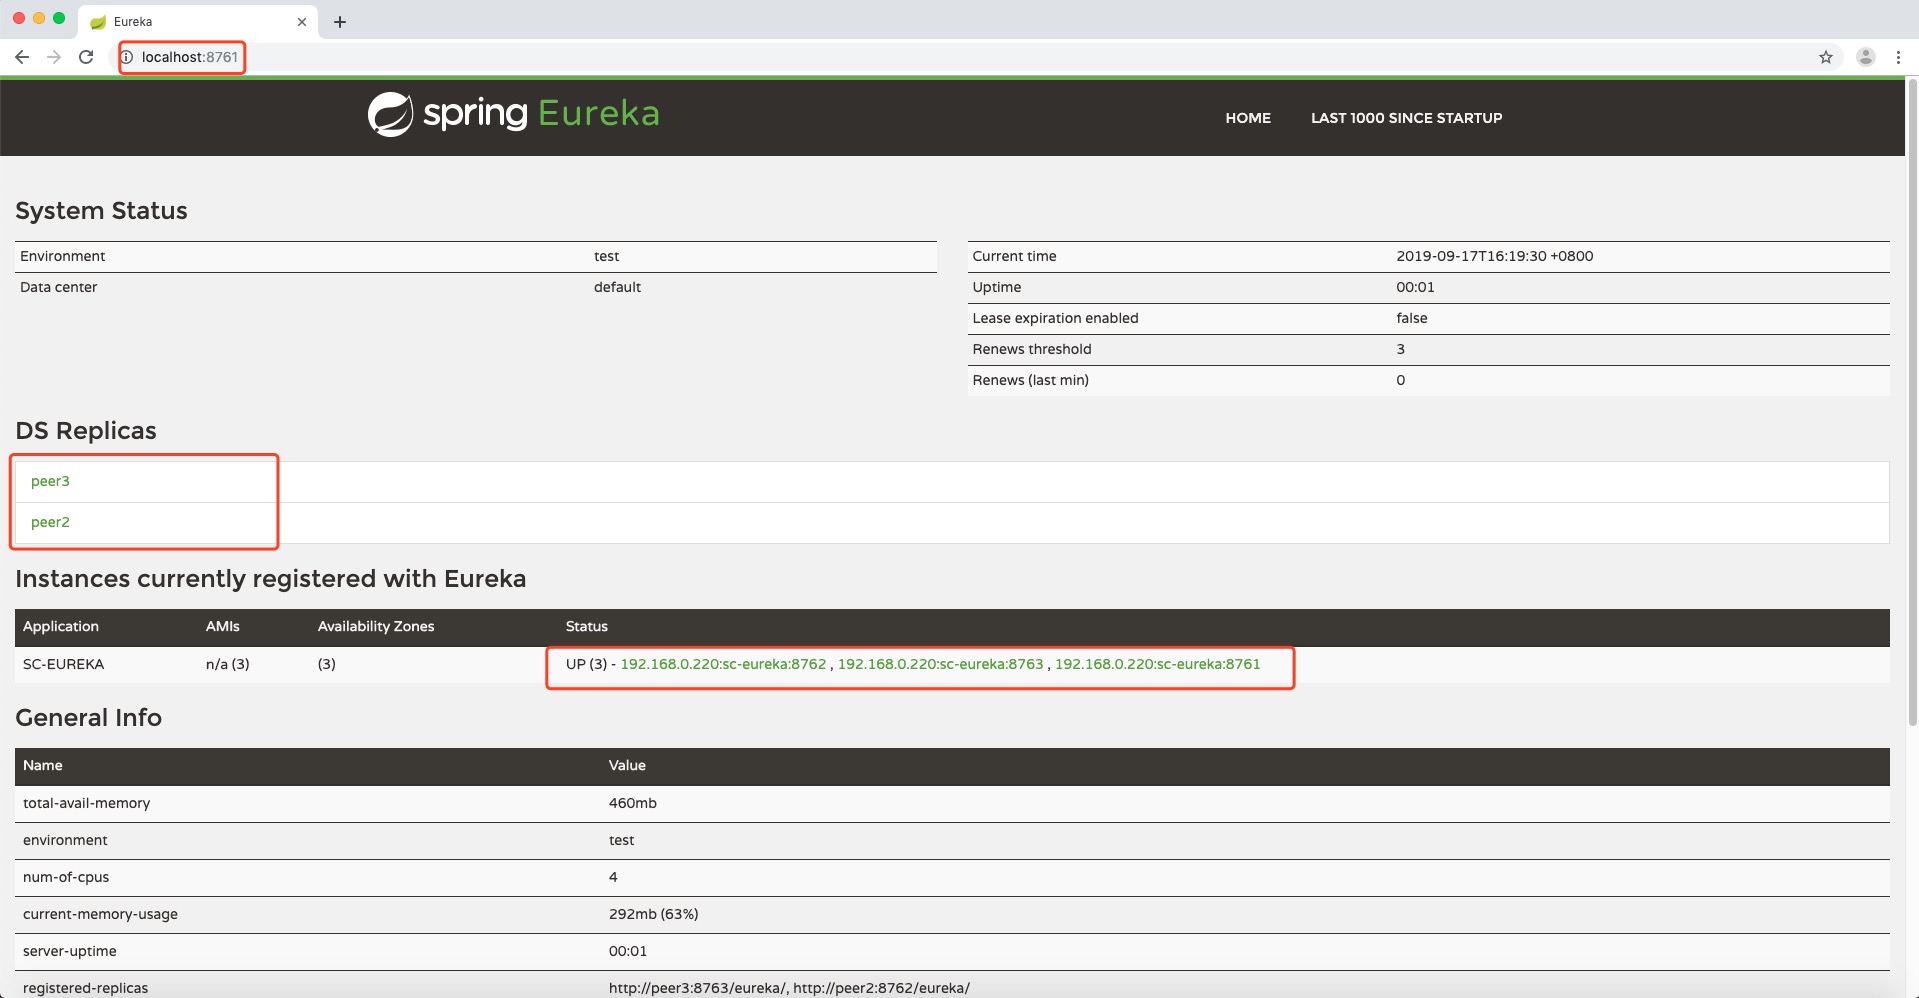 Eureka
localhost:8761
spring Eureka
HOME LAST 1000 SINCE STARTUP
System Status
Environment test
Data center default
Current time 2019-09-17T16:19:30 +0800
Uptime 00:01
Lease expiration enabled false
Renews threshold 3
Renews (last min) 0
DS Replicas
peer3
peer2
Instances currently registered with Eureka
Application AMIs Availability Zones Status
SC-EUREKA n/a (3) (3) UP (3) - 192.168.0.220:sc-eureka:8762 , 192.168.0.220:sc-eureka:8763 , 192.168.0.220:sc-eureka:8761
General Info
Name Value
total-avail-memory 460mb
environment test
num-of-cpus 4
current-memory-usage 292mb (63%)
server-uptime 00:01
registered-replicas http://peer3:8763/eureka/, http://peer2:8762/eureka/